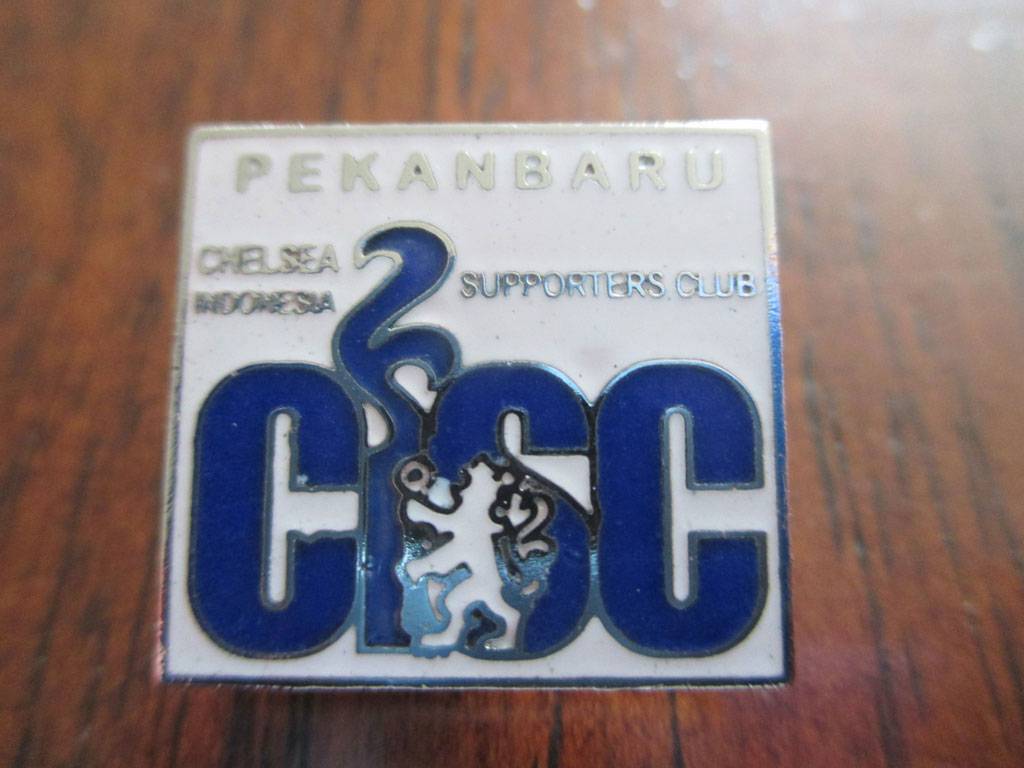 PEKANBARU
CHELSEA INDONESIA
SUPPORTERS CLUB
CISC